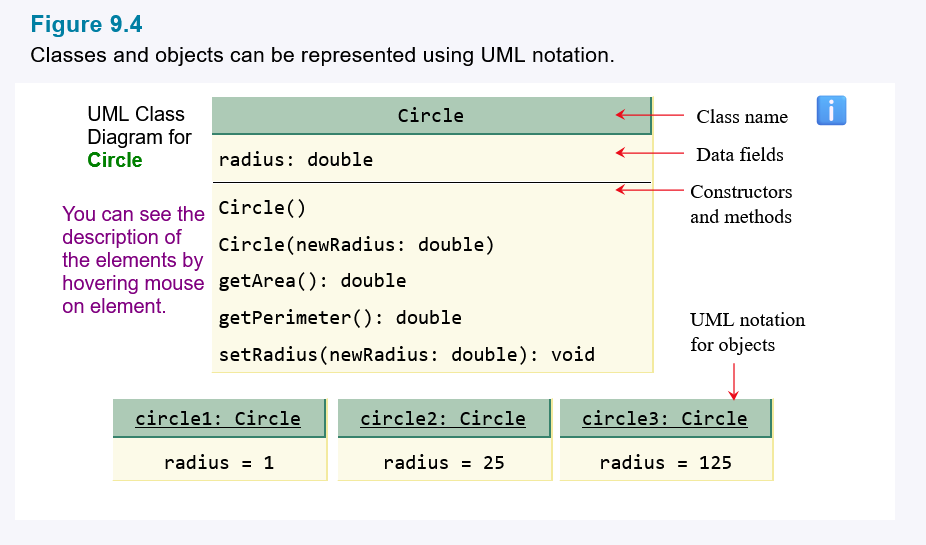 Figure 9.4
Classes and objects can be represented using UML notation.
UML Class
Diagram for
Circle
You can see the
description of
the elements by
hovering mouse
on element.
Circle
radius: double
Circle()
Circle(newRadius: double)
getArea(): double
getPerimeter(): double
setRadius(newRadius: double): void
i
Class name
Data fields
Constructors
and methods
UML notation
for objects
circle1: Circle
radius = 1
circle2: Circle
radius = 25
circle3: Circle
radius = 125